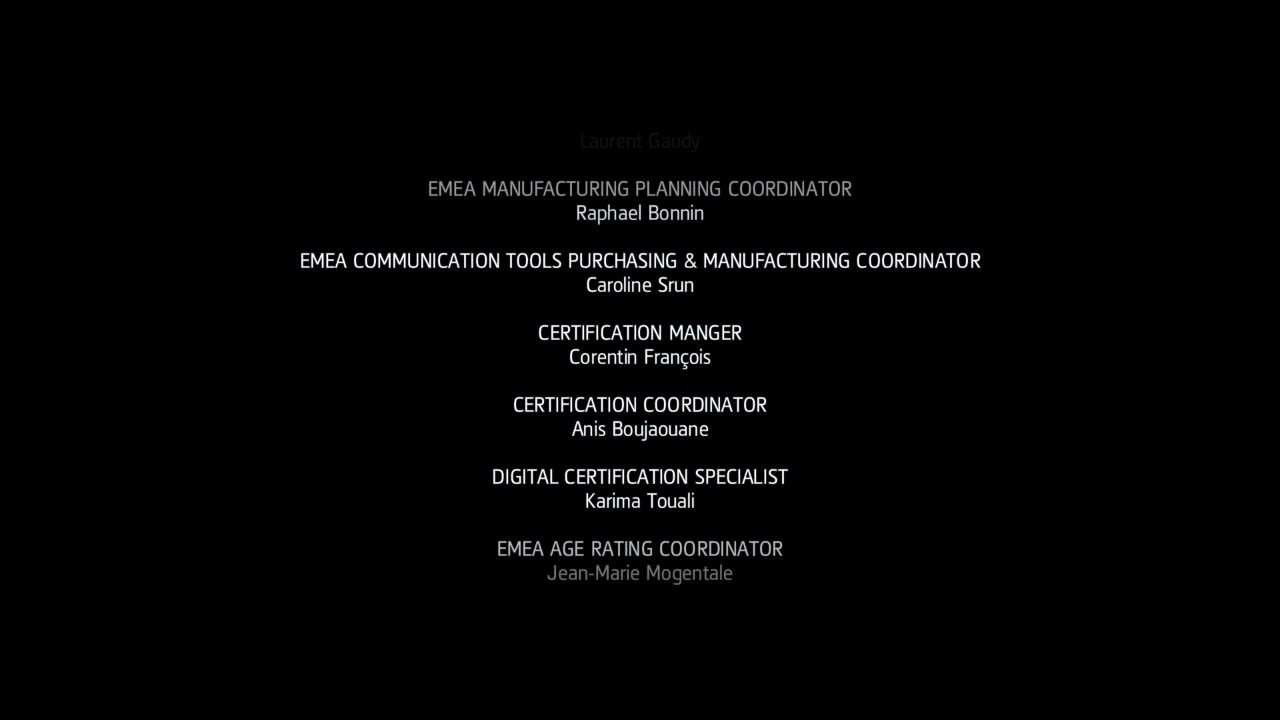 Laurent Gaudy
EMEA MANUFACTURING PLANNING COORDINATOR
Raphael Bonnin
EMEA COMMUNICATION TOOLS PURCHASING & MANUFACTURING COORDINATOR
Caroline Srun
CERTIFICATION MANGER
Corentin François
CERTIFICATION COORDINATOR
Anis Boujaouane
DIGITAL CERTIFICATION SPECIALIST
Karima Touali
EMEA AGE RATING COORDINATOR
Jean-Marie Mogentale